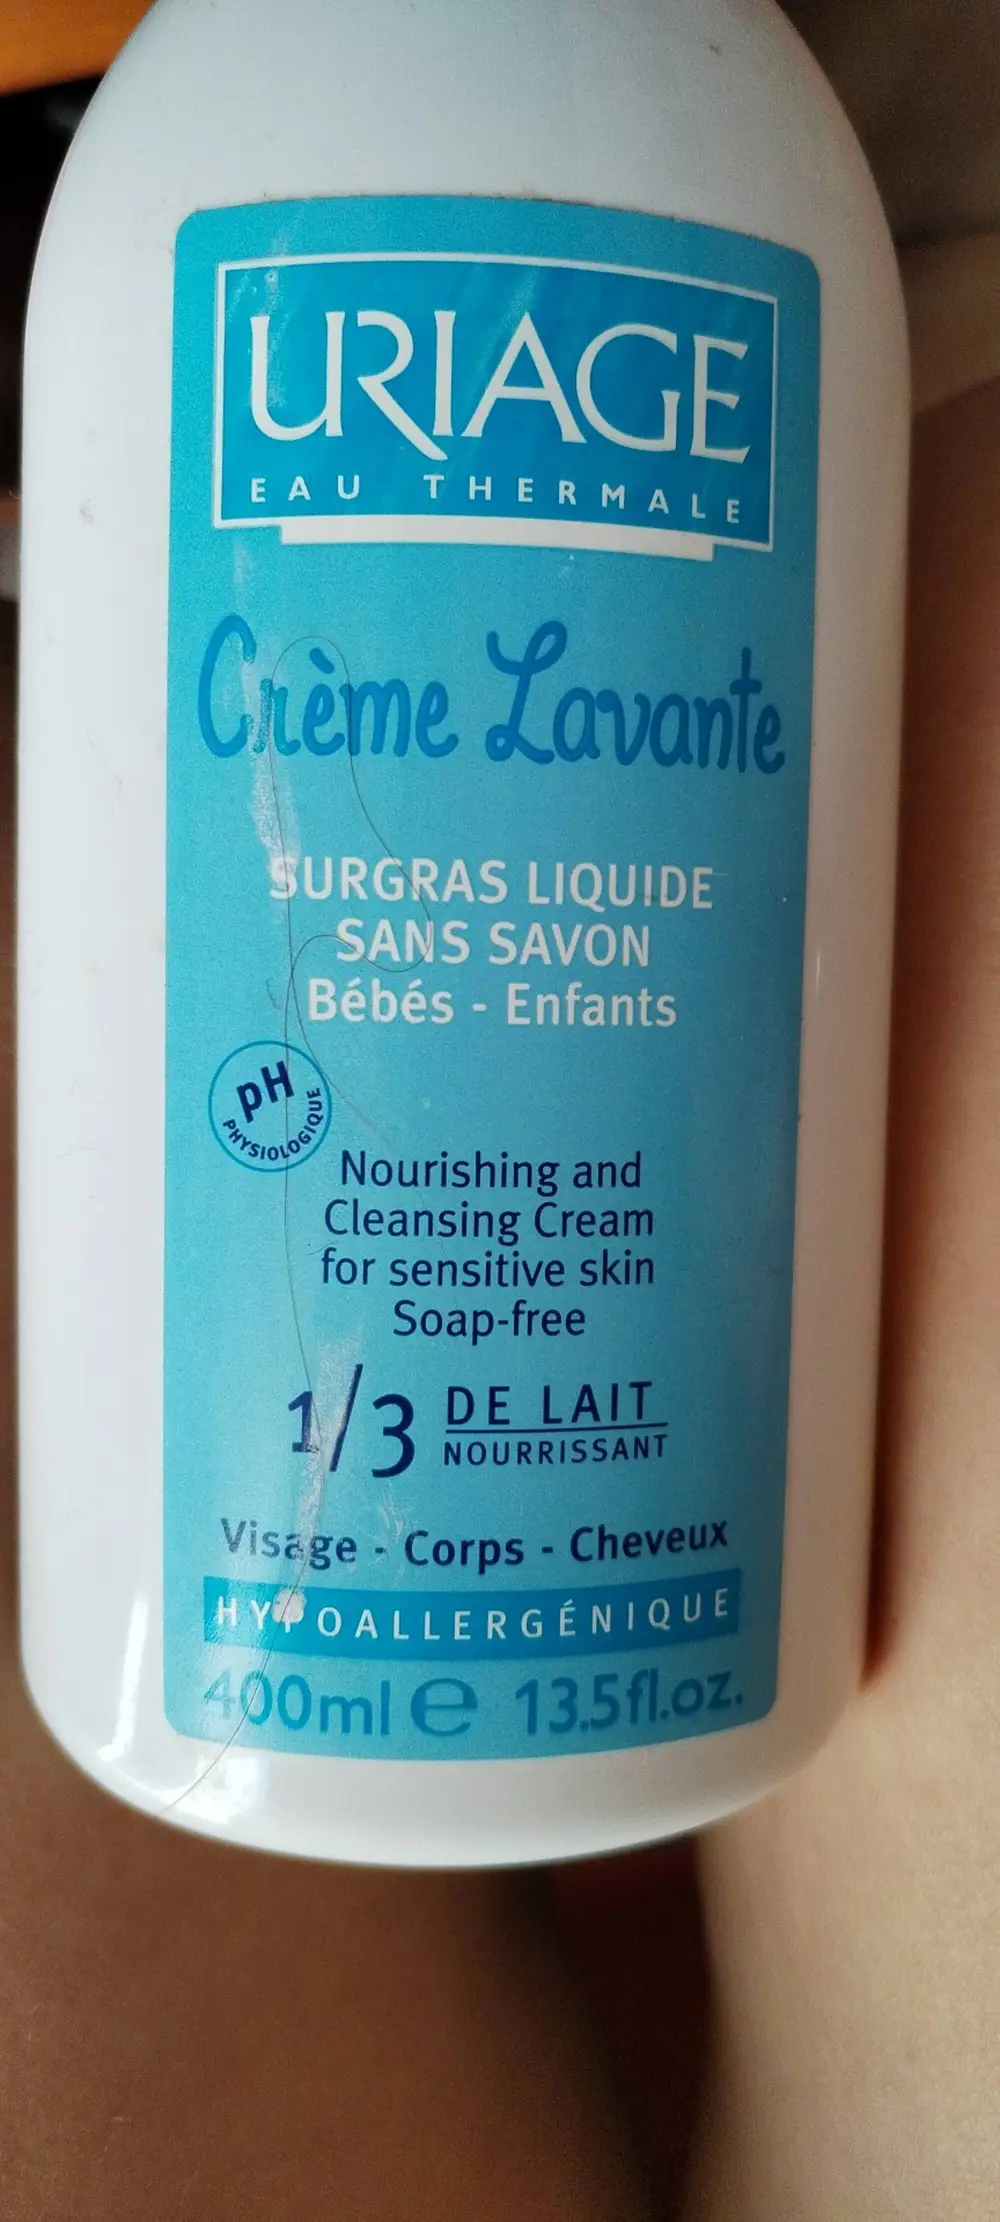 URIAGE
EAU THERMALE
Crème Lavante
SURGRAS LIQUIDE
SANS SAVON
Bébés - Enfants
pH
PHYSIOLOGIQUE
Nourishing and
Cleansing Cream
for sensitive skin
Soap-free
1/3 DE LAIT
NOURRISSANT
Visage - Corps - Cheveux
HYPOALLERGÉNIQUE
400ml e 13.5fl.oz.